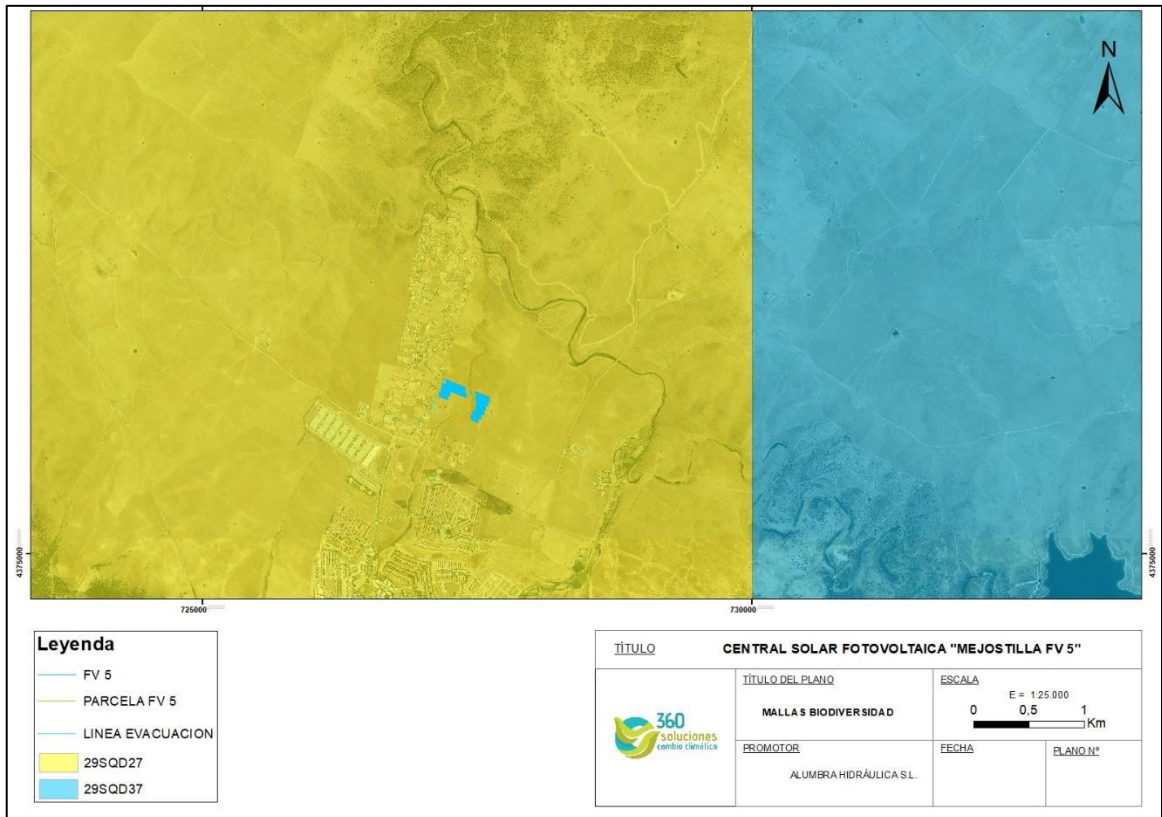 N
4375000
4375000
725000
730000
Leyenda
FV 5
PARCELA FV 5
LINEA EVACUACION
29SQD27
29SQD37
TÍTULO
CENTRAL SOLAR FOTOVOLTAICA "MEJOSTILLA FV 5"
360
soluciones
cambio climático
TÍTULO DEL PLANO
MALLAS BIODIVERSIDAD
ESCALA
E = 1:25.000
0 0,5 1
Km
PROMOTOR
ALUMBRA HIDRÁULICA S.L.
FECHA
PLANO Nº